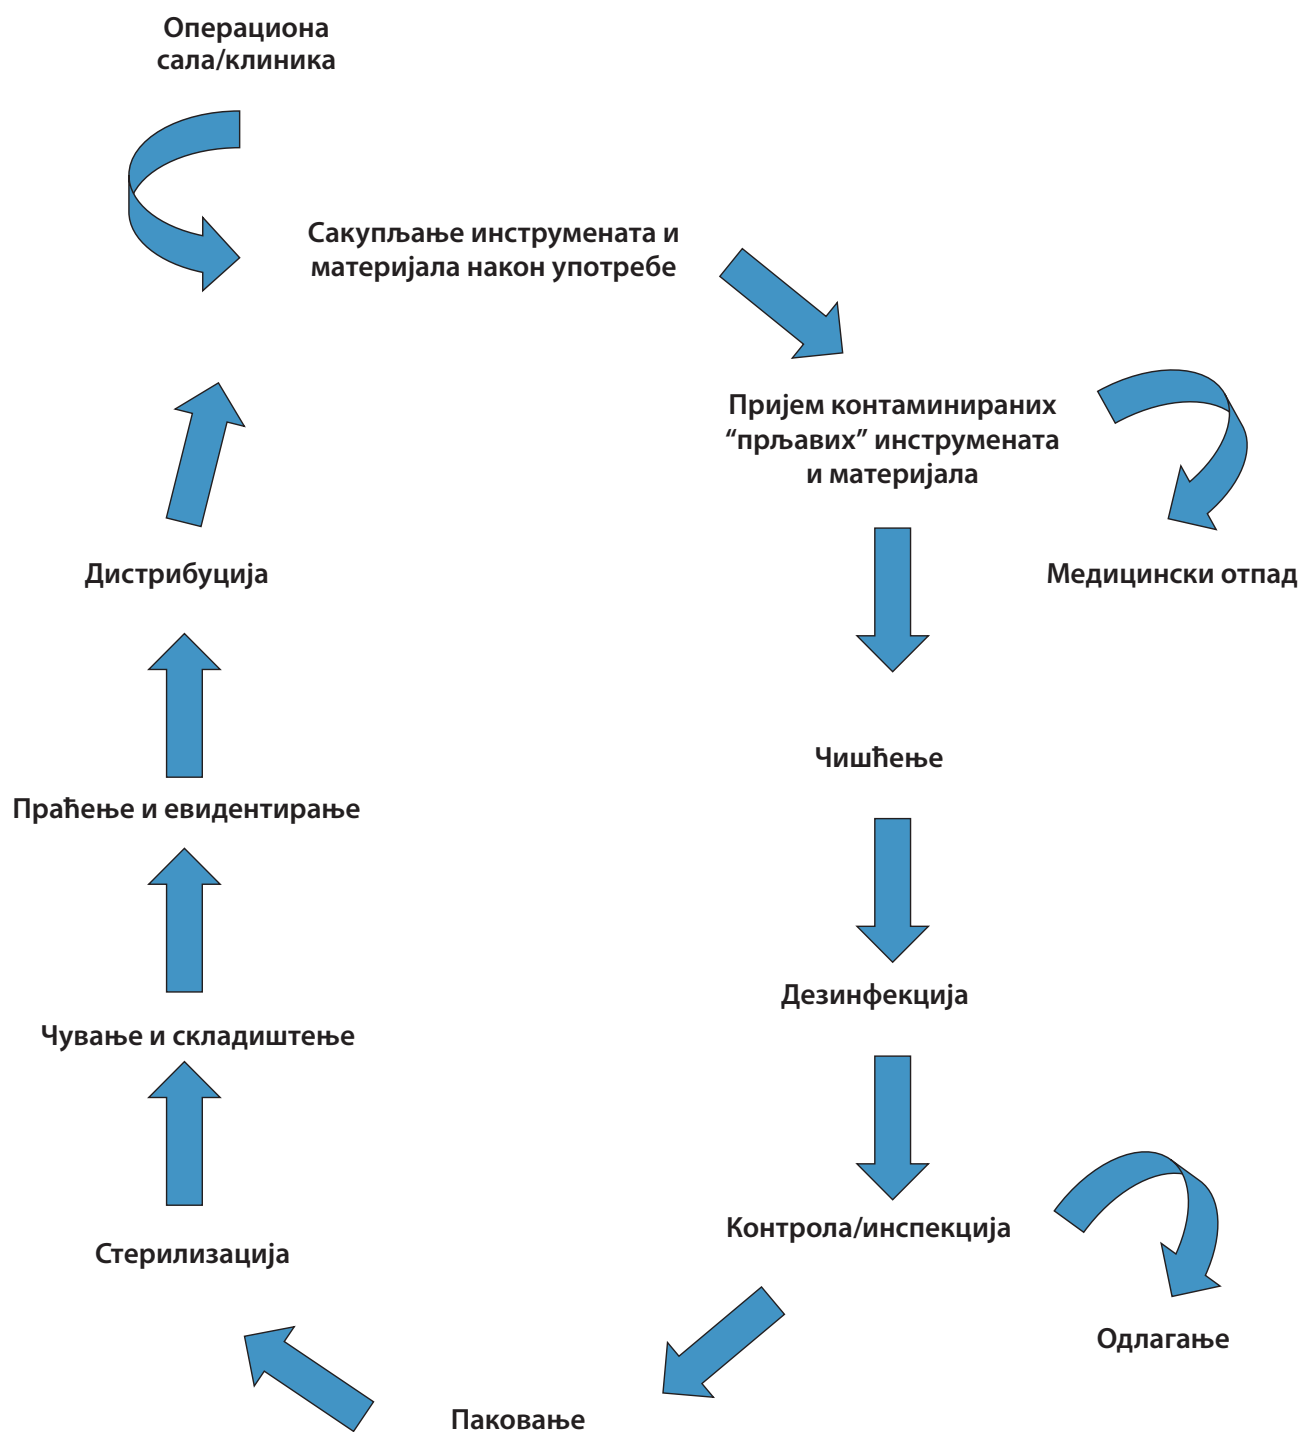 Операциона
сала/клиника
Сакупљање инструмената и
материјала након употребе
Пријем контаминираних
“прљавих” инструмената
и материјала
Дистрибуција
Медицински отпад
Чишћење
Праћење и евидентирање
Дезинфекција
Чување и складиштење
Контрола/инспекција
Стерилизација
Одлагање
Паковање